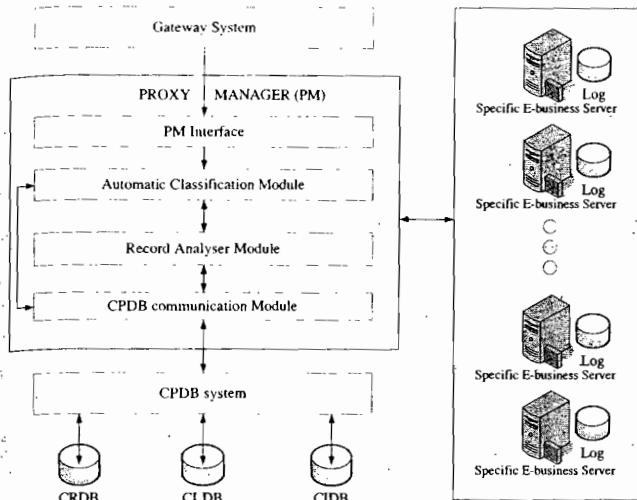 Gateway System
PROXY MANAGER (PM)
PM Interface
Automatic Classification Module
Record Analyser Module
CPDB communication Module
CPDB system
CRDB
CLDB
CIDB
Log
Specific E-business Server
Log
Specific E-business Server
Log
Specific E-business Server
Log
Specific E-business Server